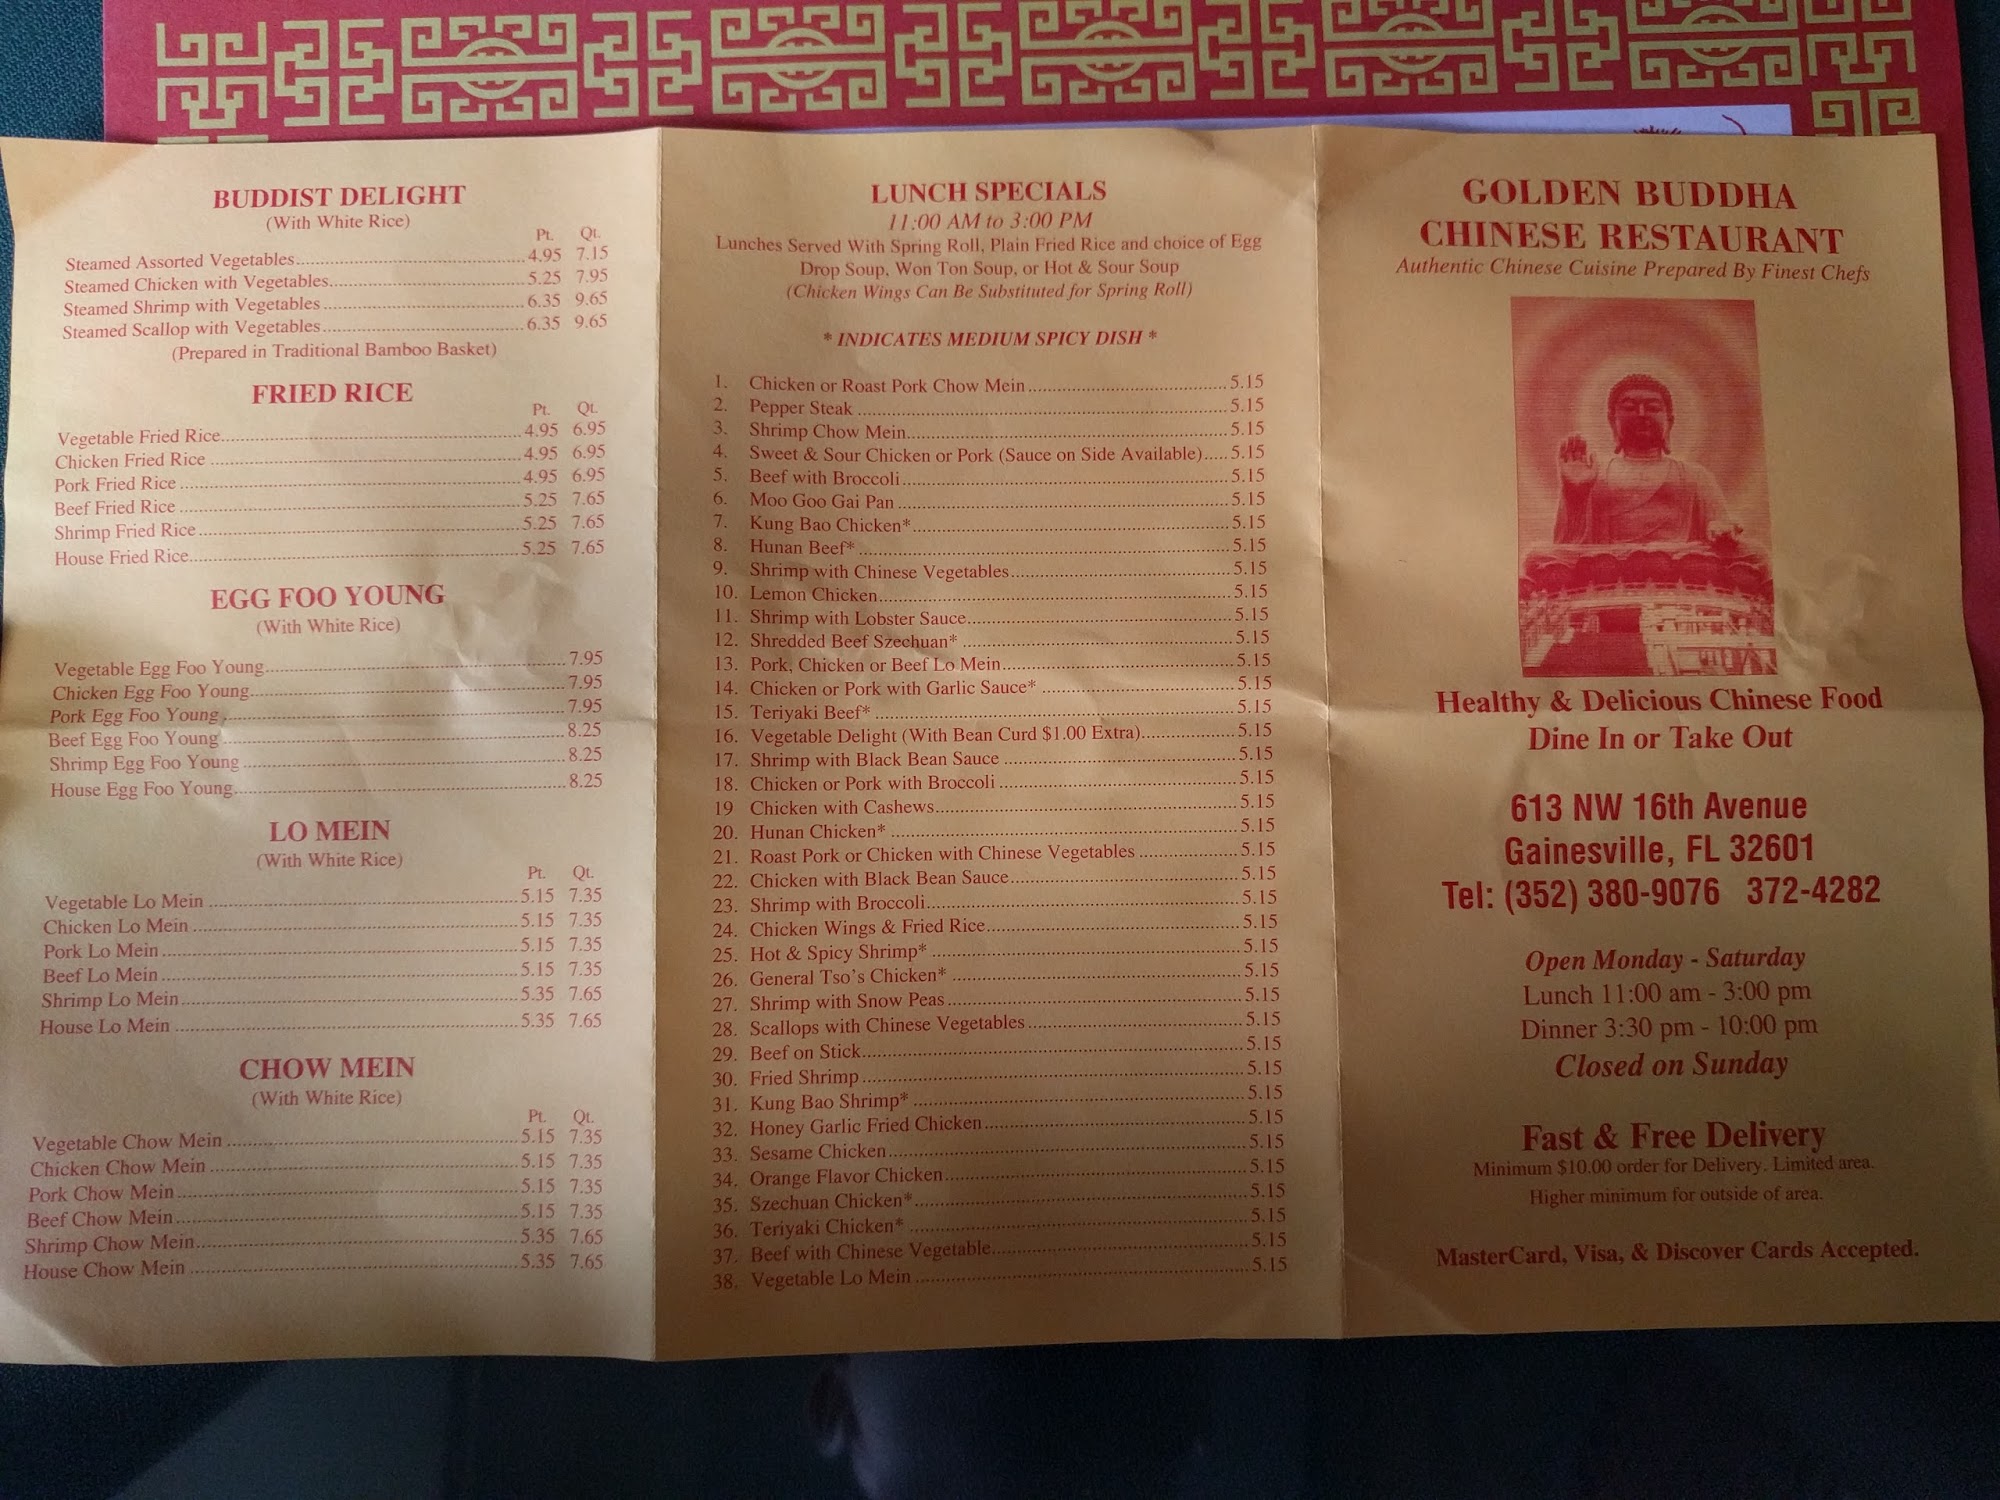 BUDDIST DELIGHT
(With White Rice)
Pt. Qt.
Steamed Assorted Vegetables 4.95 7.15
Steamed Chicken with Vegetables 5.25 7.95
Steamed Shrimp with Vegetables 6.35 9.65
Steamed Scallop with Vegetables 6.35 9.65
(Prepared in Traditional Bamboo Basket)
FRIED RICE
Pt. Qt.
Vegetable Fried Rice 4.95 6.95
Chicken Fried Rice 4.95 6.95
Pork Fried Rice 4.95 6.95
Beef Fried Rice 5.25 7.65
Shrimp Fried Rice 5.25 7.65
House Fried Rice 5.25 7.65
EGG FOO YOUNG
(With White Rice)
Vegetable Egg Foo Young 7.95
Chicken Egg Foo Young 7.95
Pork Egg Foo Young 7.95
Beef Egg Foo Young 8.25
Shrimp Egg Foo Young 8.25
House Egg Foo Young 8.25
LO MEIN
(With White Rice)
Pt. Qt.
Vegetable Lo Mein 5.15 7.35
Chicken Lo Mein 5.15 7.35
Pork Lo Mein 5.15 7.35
Beef Lo Mein 5.15 7.35
Shrimp Lo Mein 5.35 7.65
House Lo Mein 5.35 7.65
CHOW MEIN
(With White Rice)
Pt. Qt.
Vegetable Chow Mein 5.15 7.35
Chicken Chow Mein 5.15 7.35
Pork Chow Mein 5.15 7.35
Beef Chow Mein 5.15 7.35
Shrimp Chow Mein 5.35 7.65
House Chow Mein 5.35 7.65
LUNCH SPECIALS
11:00 AM to 3:00 PM
Lunches Served With Spring Roll, Plain Fried Rice and choice of Egg
Drop Soup, Won Ton Soup, or Hot & Sour Soup
(Chicken Wings Can Be Substituted for Spring Roll)
* INDICATES MEDIUM SPICY DISH *
1. Chicken or Roast Pork Chow Mein 5.15
2. Pepper Steak 5.15
3. Shrimp Chow Mein 5.15
4. Sweet & Sour Chicken or Pork (Sauce on Side Available) 5.15
5. Beef with Broccoli 5.15
6. Moo Goo Gai Pan 5.15
7. Kung Bao Chicken* 5.15
8. Hunan Beef* 5.15
9. Shrimp with Chinese Vegetables 5.15
10. Lemon Chicken 5.15
11. Shrimp with Lobster Sauce 5.15
12. Shredded Beef Szechuan* 5.15
13. Pork, Chicken or Beef Lo Mein 5.15
14. Chicken or Pork with Garlic Sauce* 5.15
15. Teriyaki Beef* 5.15
16. Vegetable Delight (With Bean Curd $1.00 Extra) 5.15
17. Shrimp with Black Bean Sauce 5.15
18. Chicken or Pork with Broccoli 5.15
19 Chicken with Cashews 5.15
20. Hunan Chicken* 5.15
21. Roast Pork or Chicken with Chinese Vegetables 5.15
22. Chicken with Black Bean Sauce 5.15
23. Shrimp with Broccoli 5.15
24. Chicken Wings & Fried Rice 5.15
25. Hot & Spicy Shrimp* 5.15
26. General Tso's Chicken* 5.15
27. Shrimp with Snow Peas 5.15
28. Scallops with Chinese Vegetables 5.15
29. Beef on Stick 5.15
30. Fried Shrimp 5.15
31. Kung Bao Shrimp* 5.15
32. Honey Garlic Fried Chicken 5.15
33. Sesame Chicken 5.15
34. Orange Flavor Chicken 5.15
35. Szechuan Chicken* 5.15
36. Teriyaki Chicken* 5.15
37. Beef with Chinese Vegetable 5.15
38. Vegetable Lo Mein 5.15
GOLDEN BUDDHA
CHINESE RESTAURANT
Authentic Chinese Cuisine Prepared By Finest Chefs
Healthy & Delicious Chinese Food
Dine In or Take Out
613 NW 16th Avenue
Gainesville, FL 32601
Tel: (352) 380-9076 372-4282
Open Monday - Saturday
Lunch 11:00 am - 3:00 pm
Dinner 3:30 pm - 10:00 pm
Closed on Sunday
Fast & Free Delivery
Minimum $10.00 order for Delivery. Limited area.
Higher minimum for outside of area.
MasterCard, Visa, & Discover Cards Accepted.